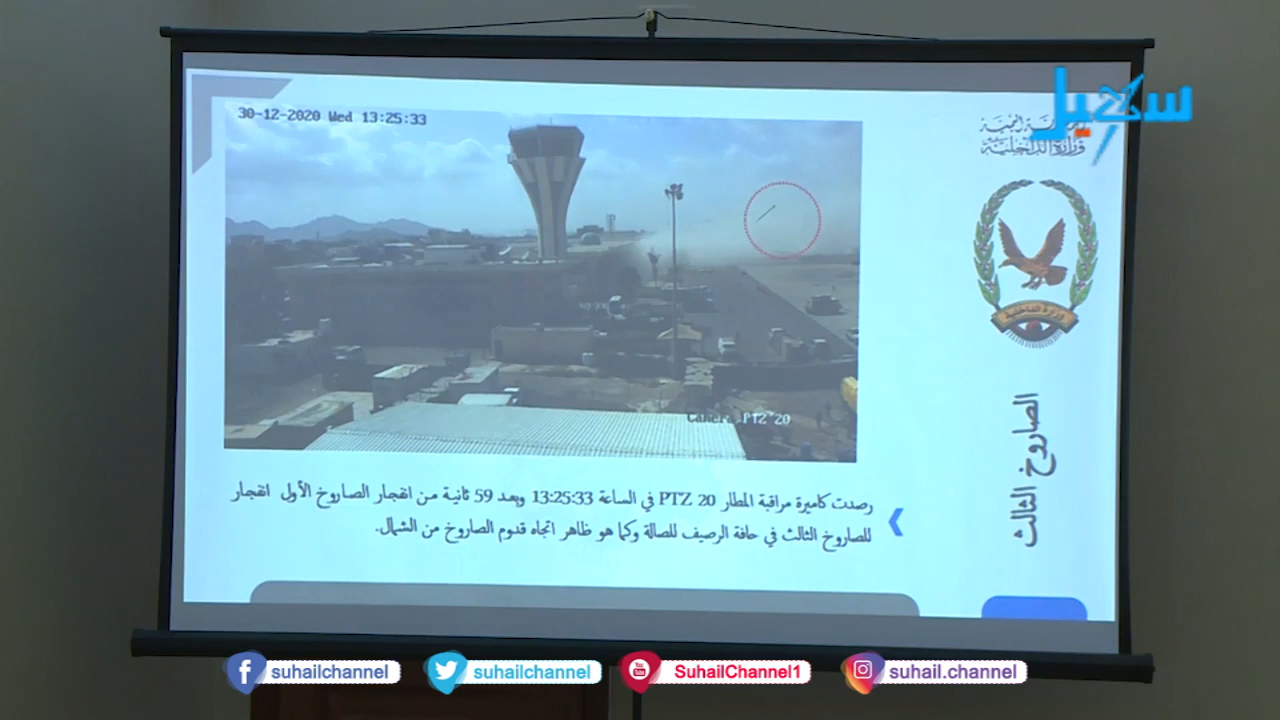 سهيل
وزارة الداخلية
30-12-2020 Wed 13:25:33
وزارة الداخلية
Camera PTZ 20
الصاروخ الثالث
رصدت كاميرة مراقبة المطار PTZ 20 في الساعة 13:25:33 وبعد 59 ثانية من انفجار الصاروخ الأول انفجار
للصاروخ الثالث في حافة الرصيف للصالة وكما هو ظاهر اتجاه قدوم الصاروخ من الشمال.
suhailchannel
suhailchannel
SuhailChannel1
suhail.channel